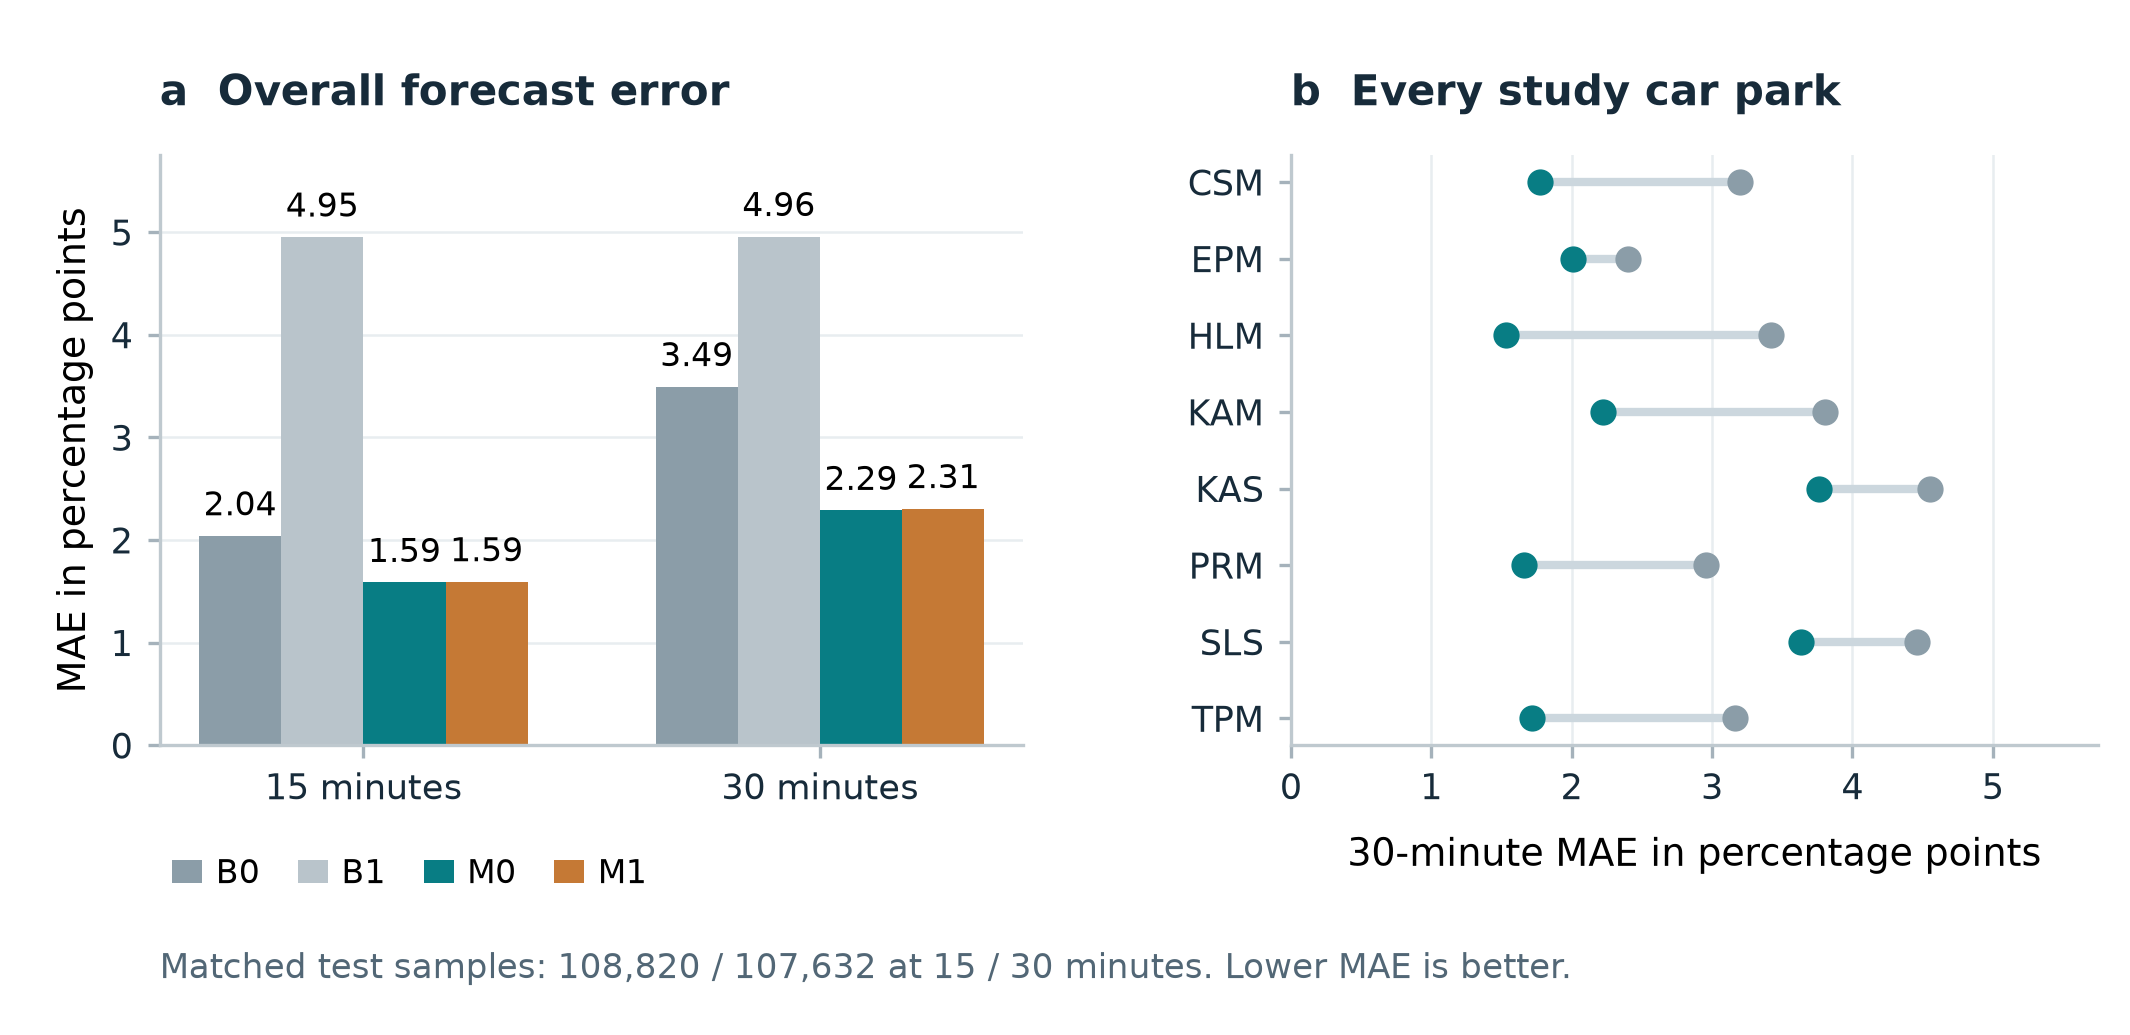 a Overall forecast error
MAE in percentage points
5
4
3
2
1
0
2.04
4.95
1.59
1.59
3.49
4.96
2.29
2.31
15 minutes
30 minutes
B0
B1
M0
M1
b Every study car park
CSM
EPM
HLM
KAM
KAS
PRM
SLS
TPM
0 1 2 3 4 5
30-minute MAE in percentage points
Matched test samples: 108,820 / 107,632 at 15 / 30 minutes. Lower MAE is better.